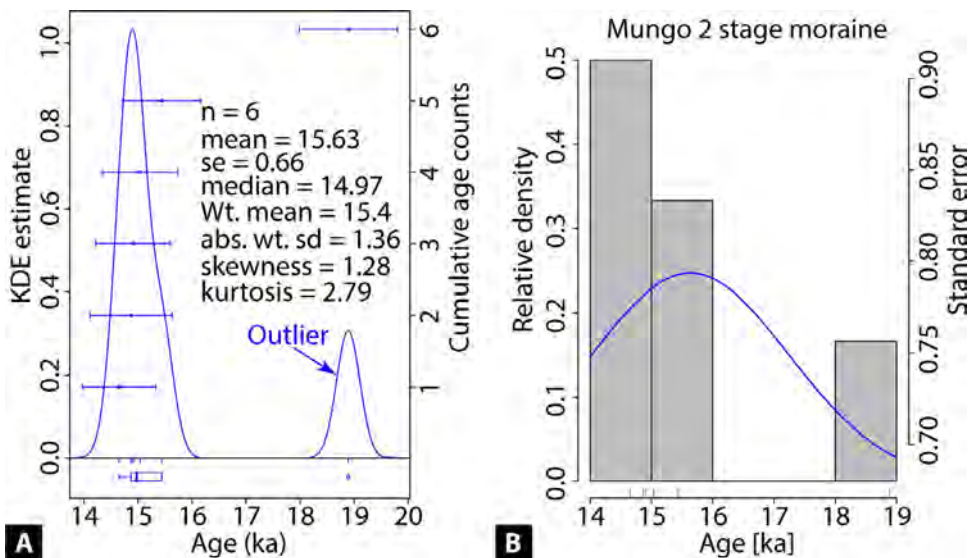 1.0
0.8
0.6
0.4
0.2
0.0
KDE estimate
n = 6
mean = 15.63
se = 0.66
median = 14.97
Wt. mean = 15.4
abs. wt. sd = 1.36
skewness = 1.28
kurtosis = 2.79
Outlier
6
5
4
3
2
1
Cumulative age counts
14 15 16 17 18 19 20
Age (ka)
A
Mungo 2 stage moraine
0.5
0.4
0.3
0.2
0.1
0.0
Relative density
0.90
0.85
0.80
0.75
0.70
Standard error
14 15 16 17 18 19
Age [ka]
B